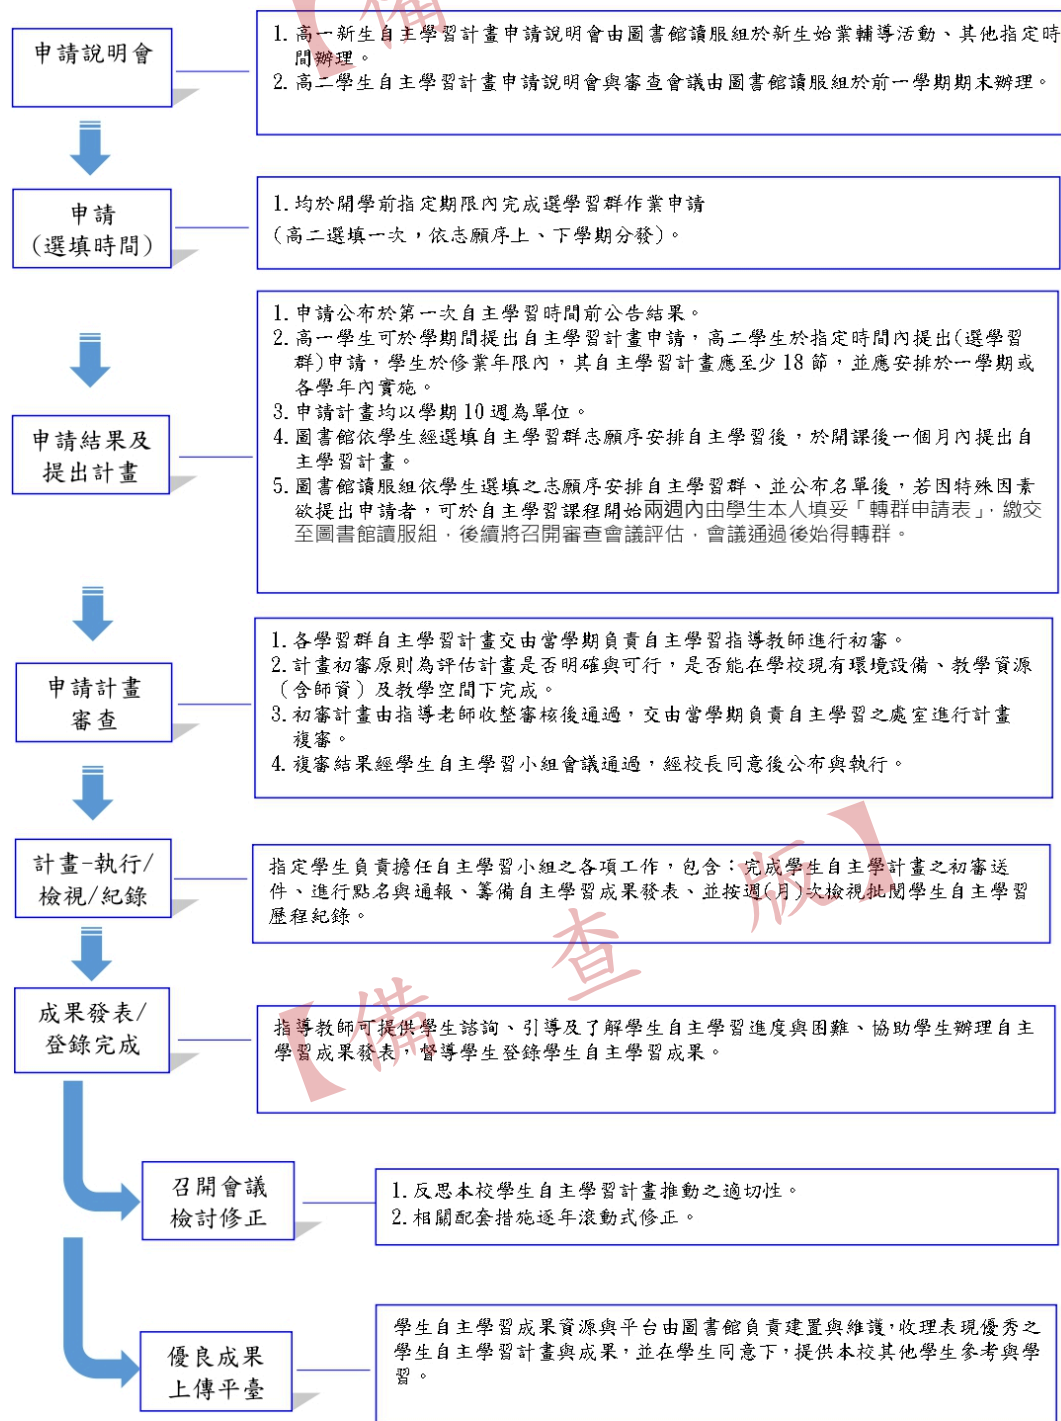 【備
申請說明會
1. 高一新生自主學習計畫申請說明會由圖書館讀服組於新生始業輔導活動、其他指定時
間辦理。
2. 高二學生自主學習計畫申請說明會與審查會議由圖書館讀服組於前一學期期末辦理。
申請
(選填時間)
1. 均於開學前指定期限內完成選學習群作業申請
(高二選填一次，依志願序上、下學期分發)。
申請結果及
提出計畫
1. 申請公布於第一次自主學習時間前公告結果。
2. 高一學生可於學期間提出自主學習計畫申請，高二學生於指定時間內提出(選學習
群)申請，學生於修業年限內，其自主學習計畫應至少 18 節，並應安排於一學期或
各學年內實施。
3. 申請計畫均以學期 10 週為單位。
4. 圖書館依學生經選填自主學習群志願序安排自主學習後，於開課後一個月內提出自
主學習計畫。
5. 圖書館讀服組依學生選填之志願序安排自主學習群、並公布名單後，若因特殊因素
欲提出申請者，可於自主學習課程開始兩週內由學生本人填妥「轉群申請表」，繳交
至圖書館讀服組，後續將召開審查會議評估，會議通過後始得轉群。
申請計畫
審查
1. 各學習群自主學習計畫交由當學期負責自主學習指導教師進行初審。
2. 計畫初審原則為評估計畫是否明確與可行，是否能在學校現有環境設備、教學資源
（含師資）及教學空間下完成。
3. 初審計畫由指導老師收整審核後通過，交由當學期負責自主學習之處室進行計畫
複審。
4. 複審結果經學生自主學習小組會議通過，經校長同意後公布與執行。
計畫-執行/
檢視/紀錄
指定學生負責擔任自主學習小組之各項工作，包含：完成學生自主學計畫之初審送
件、進行點名與通報、籌備自主學習成果發表、並按週(月)次檢視批閱學生自主學習
歷程紀錄。
成果發表/
登錄完成
指導教師可提供學生諮詢、引導及了解學生自主學習進度與困難、協助學生辦理自主
學習成果發表，督導學生登錄學生自主學習成果。
【備 查 版】
召開會議
檢討修正
1. 反思本校學生自主學習計畫推動之適切性。
2. 相關配套措施逐年滾動式修正。
優良成果
上傳平臺
學生自主學習成果資源與平台由圖書館負責建置與維護，收理表現優秀之
學生自主學習計畫與成果，並在學生同意下，提供本校其他學生參考與學
習。